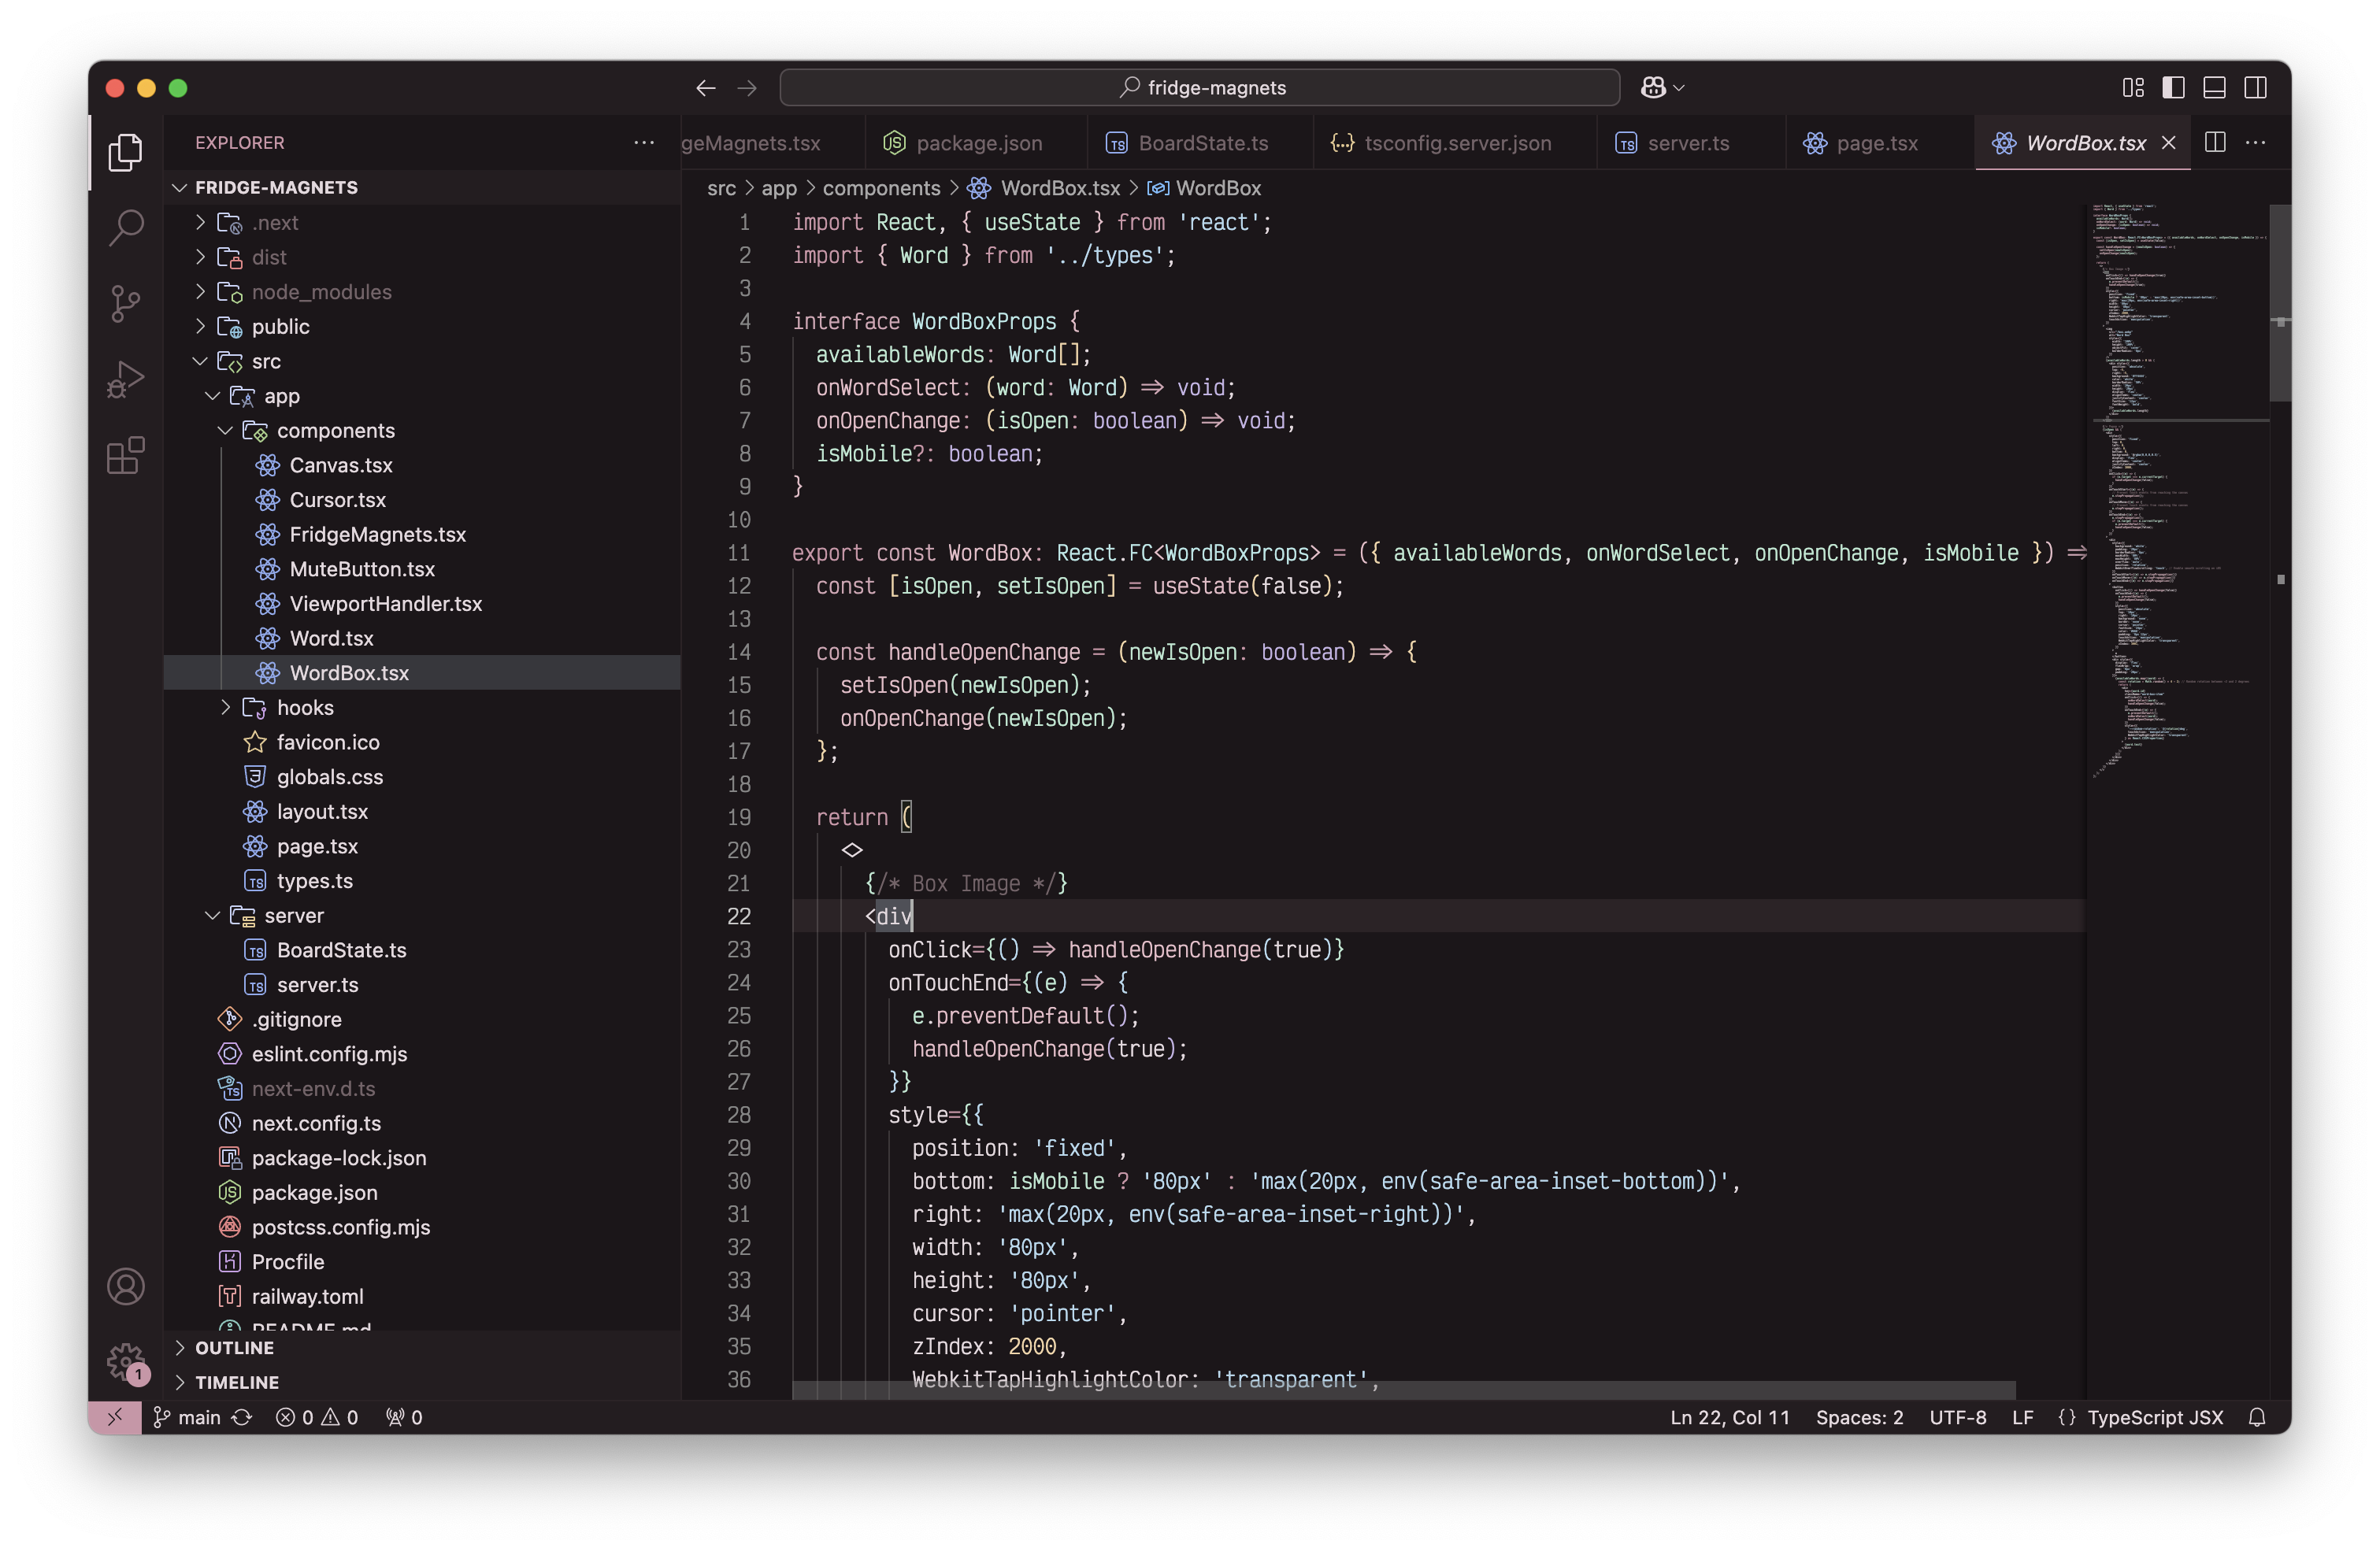 fridge-magnets
EXPLORER
geMagnets.tsx
package.json
BoardState.ts
tsconfig.server.json
server.ts
page.tsx
WordBox.tsx
FRIDGE-MAGNETS
.next
dist
node_modules
public
src
app
components
Canvas.tsx
Cursor.tsx
FridgeMagnets.tsx
MuteButton.tsx
ViewportHandler.tsx
Word.tsx
WordBox.tsx
hooks
favicon.ico
globals.css
layout.tsx
page.tsx
types.ts
server
BoardState.ts
server.ts
.gitignore
eslint.config.mjs
next-env.d.ts
next.config.ts
package-lock.json
package.json
postcss.config.mjs
Procfile
railway.toml
README.md
OUTLINE
TIMELINE
1
src > app > components > WordBox.tsx > WordBox
1 import React, { useState } from 'react';
2 import { Word } from '../types';
3
4 interface WordBoxProps {
5 availableWords: Word[];
6 onWordSelect: (word: Word) => void;
7 onOpenChange: (isOpen: boolean) => void;
8 isMobile?: boolean;
9 }
10
11 export const WordBox: React.FC<WordBoxProps> = ({ availableWords, onWordSelect, onOpenChange, isMobile }) =>
12 const [isOpen, setIsOpen] = useState(false);
13
14 const handleOpenChange = (newIsOpen: boolean) => {
15 setIsOpen(newIsOpen);
16 onOpenChange(newIsOpen);
17 };
18
19 return (
20 <>
21 {/* Box Image */}
22 <div
23 onClick={() => handleOpenChange(true)}
24 onTouchEnd={(e) => {
25 e.preventDefault();
26 handleOpenChange(true);
27 }}
28 style={{
29 position: 'fixed',
30 bottom: isMobile ? '80px' : 'max(20px, env(safe-area-inset-bottom))',
31 right: 'max(20px, env(safe-area-inset-right))',
32 width: '80px',
33 height: '80px',
34 cursor: 'pointer',
35 zIndex: 2000,
36 WebkitTapHighlightColor: 'transparent',
main 0 0 0
Ln 22, Col 11 Spaces: 2 UTF-8 LF {} TypeScript JSX